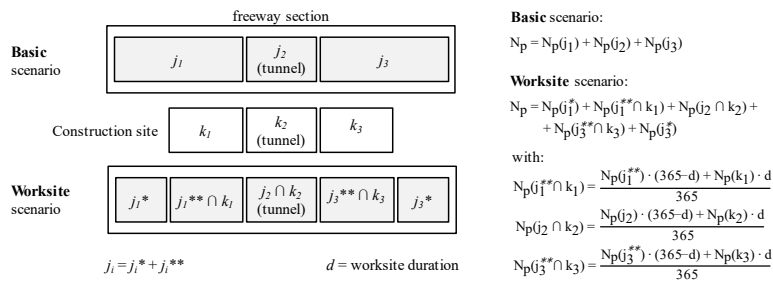 freeway section
Basic
scenario
j₁
j₂
(tunnel)
j₃
Construction site
k₁
k₂
(tunnel)
k₃
Worksite
scenario
j₁*
j₁** ∩ k₁
j₂ ∩ k₂
(tunnel)
j₃** ∩ k₃
j₃*
jᵢ = jᵢ* + jᵢ**
d = worksite duration
Basic scenario:
Nₚ = Nₚ(j₁) + Nₚ(j₂) + Nₚ(j₃)
Worksite scenario:
Nₚ = Nₚ(j₁*) + Nₚ(j₁** ∩ k₁) + Nₚ(j₂ ∩ k₂) +
+ Nₚ(j₃** ∩ k₃) + Nₚ(j₃*)
with:
Nₚ(j₁** ∩ k₁) = Nₚ(j₁**) · (365–d) + Nₚ(k₁) · d
365
Nₚ(j₂ ∩ k₂) = Nₚ(j₂) · (365–d) + Nₚ(k₂) · d
365
Nₚ(j₃** ∩ k₃) = Nₚ(j₃**) · (365–d) + Nₚ(k₃) · d
365